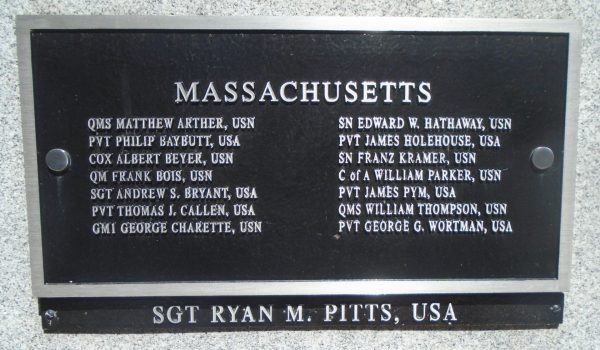 MASSACHUSETTS
QMS MATTHEW ARTHER, USN
PVT PHILIP BAYBUTT, USA
COX ALBERT BEYER, USN
QM FRANK BOIS, USN
SGT ANDREW S. BRYANT, USA
PVT THOMAS J. CALLEN, USA
GM1 GEORGE CHARETTE, USN
SN EDWARD W. HATHAWAY, USN
PVT JAMES HOLEHOUSE, USA
SN FRANZ KRAMER, USN
C of A WILLIAM PARKER, USN
PVT JAMES PYM, USA
QMS WILLIAM THOMPSON, USN
PVT GEORGE G. WORTMAN, USA
SGT RYAN M. PITTS, USA